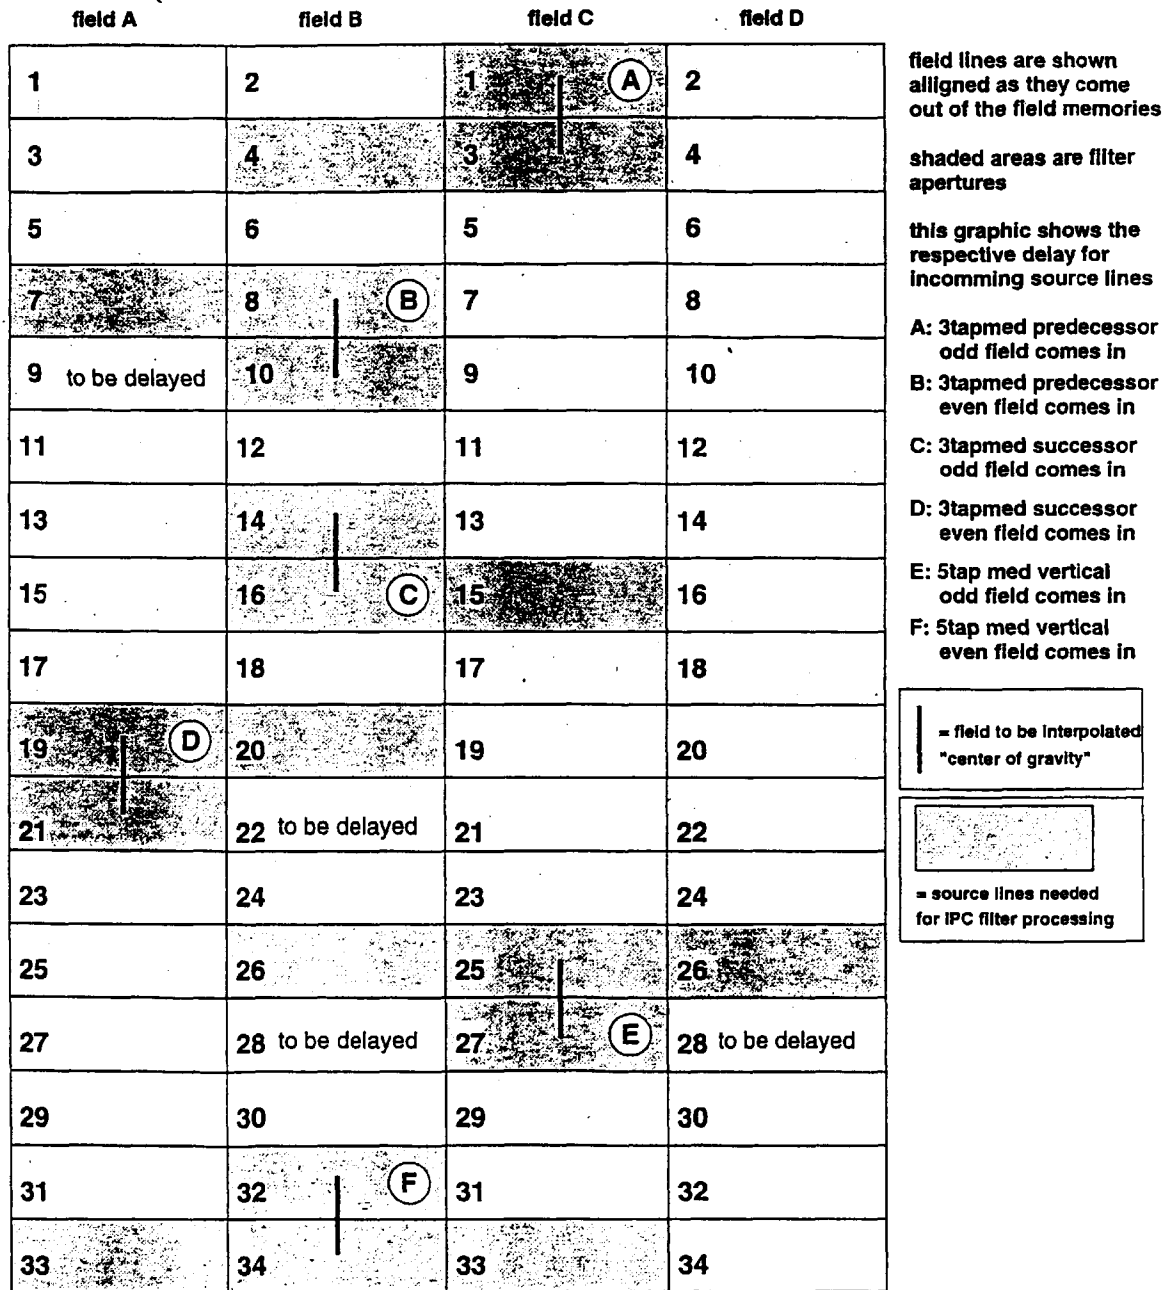 field A field B field C field D
1 2 1 A 2
3 4 3 4
5 6 5 6
7 8 B 7 8
9 to be delayed 10 9 10
11 12 11 12
13 14 13 14
15 16 C 15 16
17 18 17 18
19 D 20 19 20
21 22 to be delayed 21 22
23 24 23 24
25 26 25 26
27 28 to be delayed 27 E 28 to be delayed
29 30 29 30
31 32 F 31 32
33 34 33 34
field lines are shown
alligned as they come
out of the field memories
shaded areas are filter
apertures
this graphic shows the
respective delay for
incomming source lines
A: 3tapmed predecessor
odd field comes in
B: 3tapmed predecessor
even field comes in
C: 3tapmed successor
odd field comes in
D: 3tapmed successor
even field comes in
E: 5tap med vertical
odd field comes in
F: 5tap med vertical
even field comes in
= field to be interpolated
"center of gravity"
= source lines needed
for IPC filter processing